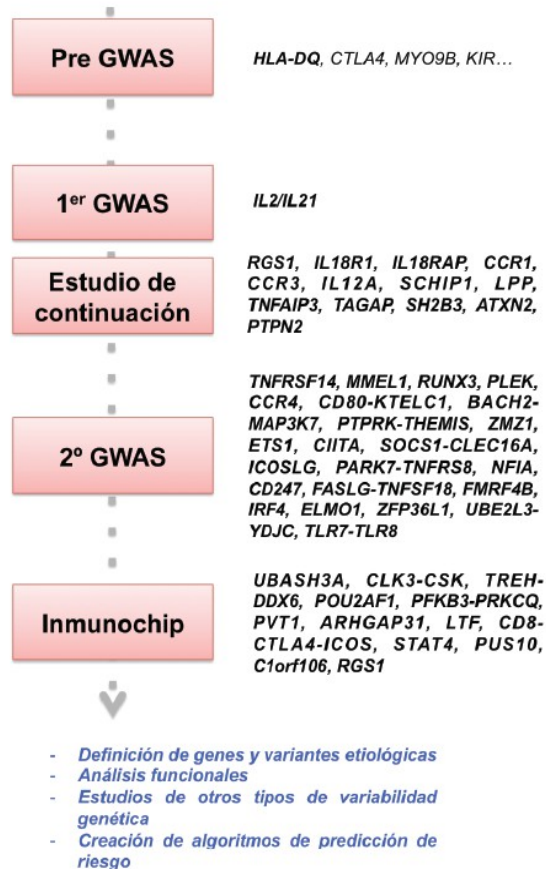 Pre GWAS
HLA-DQ, CTLA4, MYO9B, KIR...
1er GWAS
IL2/IL21
Estudio de
continuación
RGS1, IL18R1, IL18RAP, CCR1,
CCR3, IL12A, SCHIP1, LPP,
TNFAIP3, TAGAP, SH2B3, ATXN2,
PTPN2
2º GWAS
TNFRSF14, MMEL1, RUNX3, PLEK,
CCR4, CD80-KTELC1, BACH2-
MAP3K7, PTPRK-THEMIS, ZMZ1,
ETS1, CIITA, SOCS1-CLEC16A,
ICOSLG, PARK7-TNFRS8, NFIA,
CD247, FASLG-TNFSF18, FMRF4B,
IRF4, ELMO1, ZFP36L1, UBE2L3-
YDJC, TLR7-TLR8
Inmunochip
UBASH3A, CLK3-CSK, TREH-
DDX6, POU2AF1, PFKB3-PRKCQ,
PVT1, ARHGAP31, LTF, CD8-
CTLA4-ICOS, STAT4, PUS10,
C1orf106, RGS1
- Definición de genes y variantes etiológicas
- Análisis funcionales
- Estudios de otros tipos de variabilidad
genética
- Creación de algoritmos de predicción de
riesgo